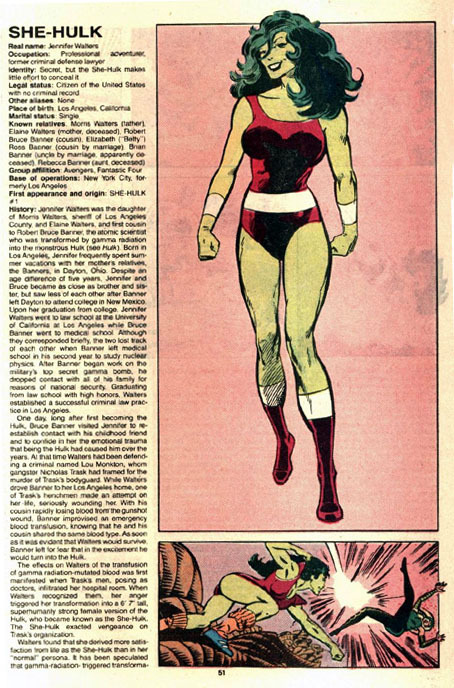 SHE-HULK
Real name: Jennifer Walters
Occupation: Professional adventurer,
former criminal defense lawyer
Identity: Secret, but the She-Hulk makes
little effort to conceal it
Legal status: Citizen of the United States
with no criminal record
Other aliases: None
Place of birth: Los Angeles, California
Marital status: Single
Known relatives: Morris Walters (father),
Elaine Walters (mother, deceased), Robert
Bruce Banner (cousin), Elizabeth ("Betty")
Ross Banner (cousin by marriage), Brian
Banner (uncle by marriage, apparently de-
ceased), Rebecca Banner (aunt, deceased)
Group affiliation: Avengers, Fantastic Four
Base of operations: New York City, for-
merly Los Angeles
First appearance and origin: SHE-HULK
#1
History: Jennifer Walters was the daughter
of Morris Walters, sheriff of Los Angeles
County, and Elaine Walters, and first cousin
to Robert Bruce Banner, the atomic scientist
who was transformed by gamma radiation
into the monstrous Hulk (see Hulk). Born in
Los Angeles, Jennifer frequently spent sum-
mer vacations with her mother's relatives,
the Banners, in Dayton, Ohio. Despite an
age difference of five years, Jennifer and
Bruce became as close as brother and sis-
ter, but saw less of each other after Banner
left Dayton to attend college in New Mexico.
Upon her graduation from college, Jennifer
Walters went to law school at the University
of California at Los Angeles while Bruce
Banner went to medical school. Although
they corresponded briefly, the two lost track
of each other when Banner left medical
school in his second year to study nuclear
physics. After Banner began work on the
military's top secret gamma bomb, he
dropped contact with all of his family for
reasons of national security. Graduating
from law school with high honors, Walters
established a successful criminal law prac-
tice in Los Angeles.
One day, long after first becoming the
Hulk, Bruce Banner visited Jennifer to re-
establish contact with his childhood friend
and to confide in her the emotional trauma
that being the Hulk had caused him over the
years. At that time Walters had been defend-
ing a criminal named Lou Monkton, whom
gangster Nicholas Trask had framed for the
murder of Trask's bodyguard. While Walters
drove Banner to her Los Angeles home, one
of Trask's henchmen made an attempt on
her life, seriously wounding her. With his
cousin rapidly losing blood from the gunshot
wound, Banner improvised an emergency
blood transfusion, knowing that he and his
cousin shared the same blood type. As soon
as it was evident that Walters would survive,
Banner left for fear that in the excitement he
would turn into the Hulk.
The effects on Walters of the transfusion
of gamma radiation-mutated blood was first
manifested when Trask's men, posing as
doctors, infiltrated her hospital room. When
Walters recognized them, her anger
triggered her transformation into a 6' 7" tall,
superhumanly strong female version of the
Hulk, who became known as the She-Hulk.
The She-Hulk exacted vengeance on
Trask's organization.
Walters found that she derived more satis-
faction from life as the She-Hulk than in her
"normal" persona. It has been speculated
that gamma-radiation- triggered transforma-
51